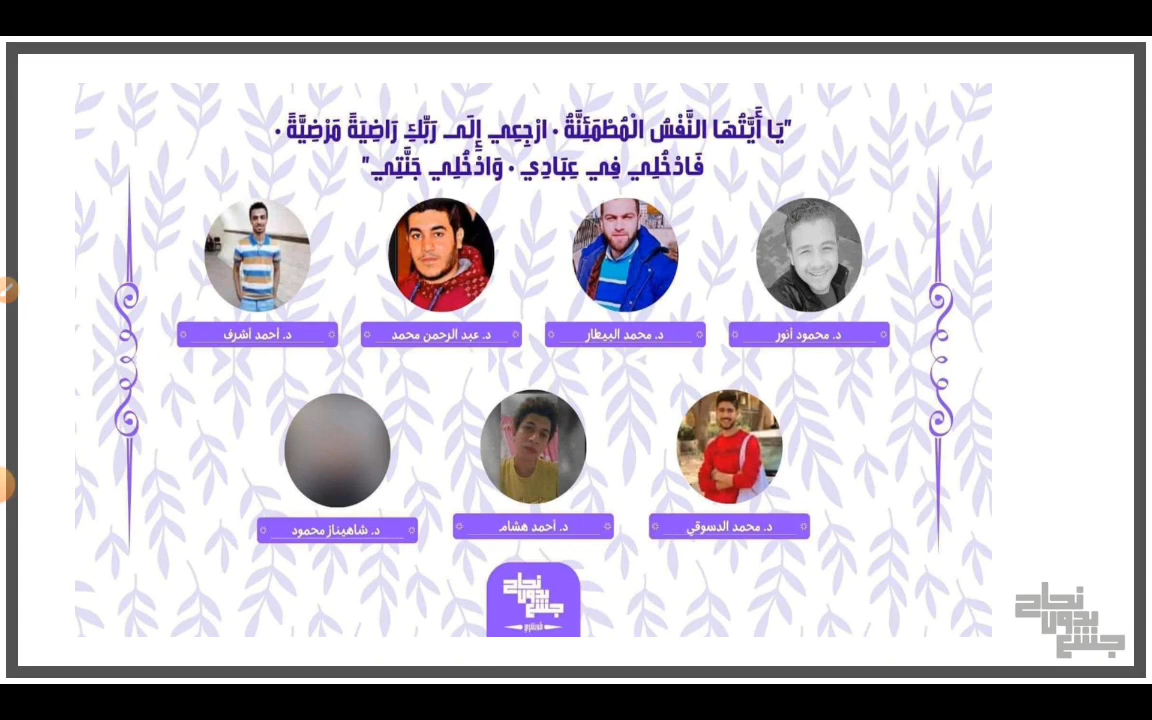 "يَا أَيَّتُهَا النَّفْسُ الْمُطْمَئِنَّةُ • ارْجِعِي إِلَى رَبِّكِ رَاضِيَةً مَرْضِيَّةً •
فَادْخُلِي فِي عِبَادِي • وَادْخُلِي جَنَّتِي"
د. محمود أنور
د. محمد البيطار
د. عبد الرحمن محمد
د. أحمد أشرف
د. محمد الدسوقي
د. أحمد هشام
د. شاهيناز محمود
نجاح
بدون
جشع
نجاح
بدون
جشع